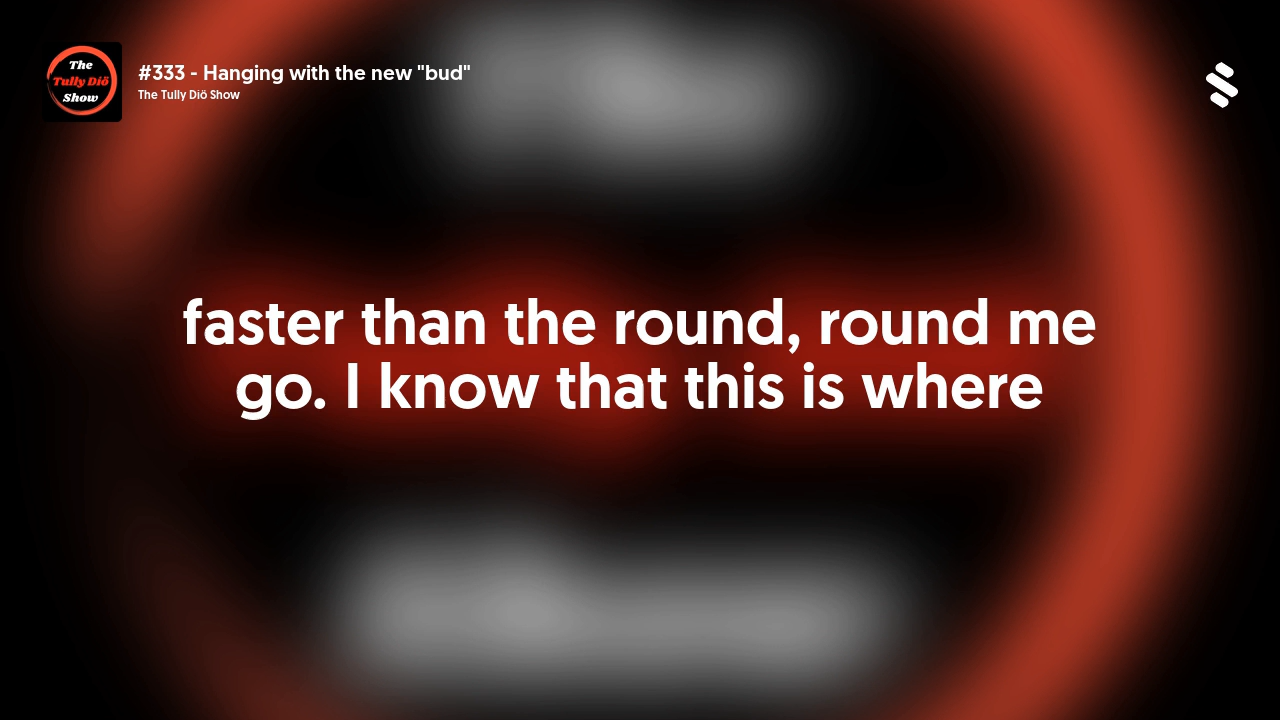 The
Tully Diö
Show
#333 - Hanging with the new "bud"
The Tully Diö Show
faster than the round, round me
go. I know that this is where